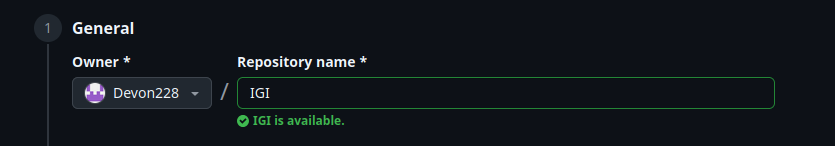 1 General
Owner * Repository name *
Devon228 / IGI
IGI is available.